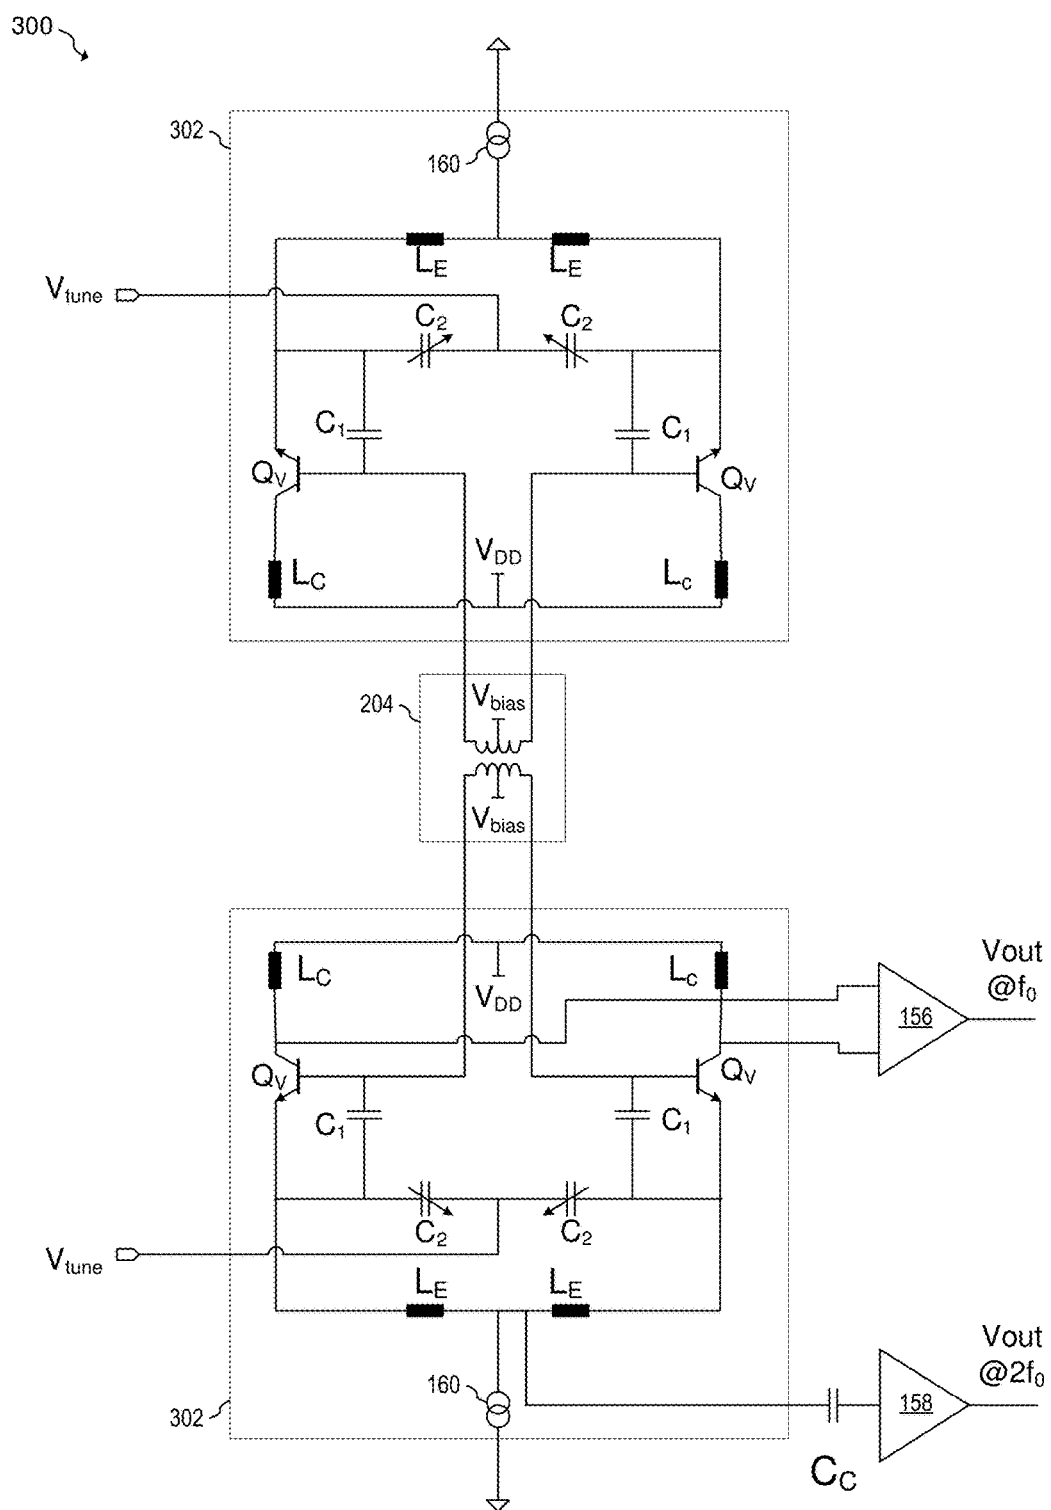 300
302
160
L_E L_E
V_tune
C_2 C_2
C_1 C_1
Q_V Q_V
V_DD
L_C L_c
204
V_bias
V_bias
L_C L_c
V_DD
Vout
@f_0
156
Q_V Q_V
C_1 C_1
C_2 C_2
V_tune
L_E L_E
Vout
@2f_0
160
158
302
C_C